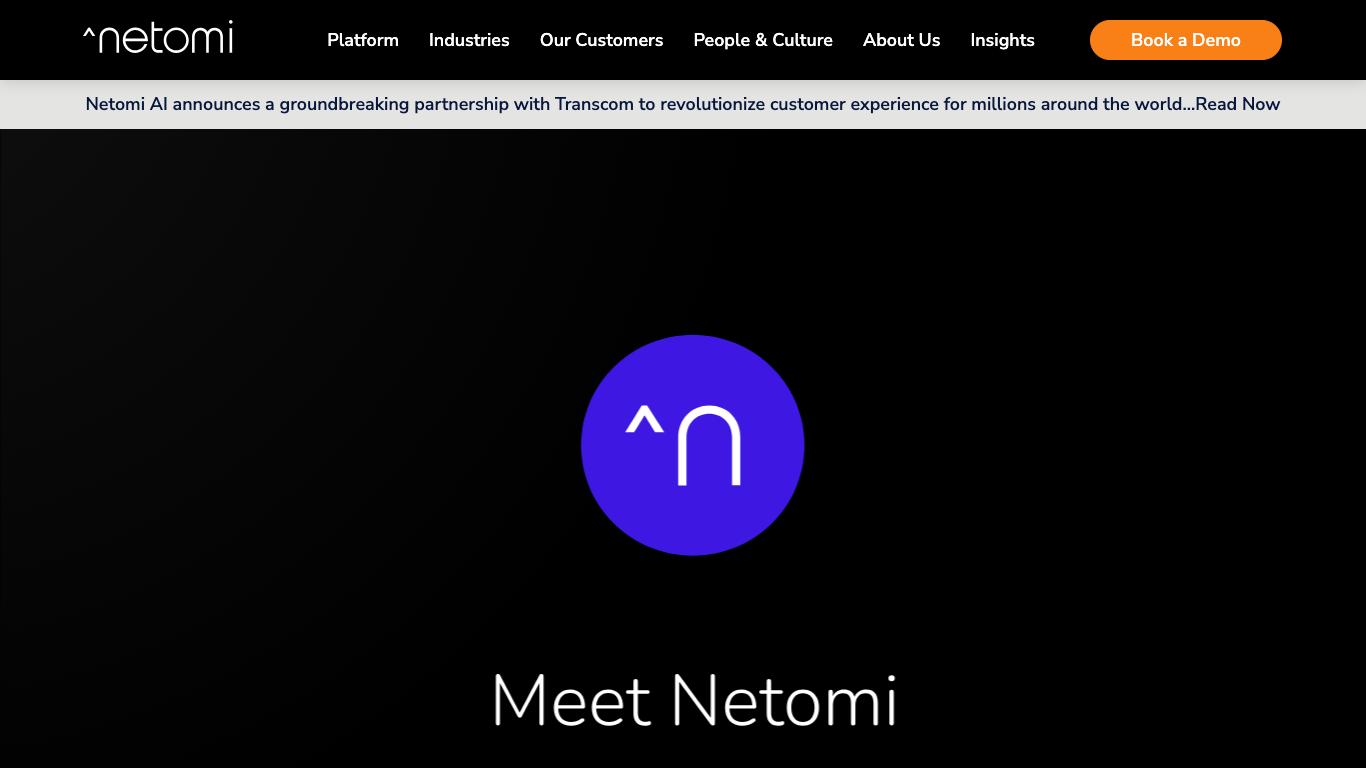 ^netomi
Platform Industries Our Customers People & Culture About Us Insights Book a Demo
Netomi AI announces a groundbreaking partnership with Transcom to revolutionize customer experience for millions around the world...Read Now
^n
Meet Netomi